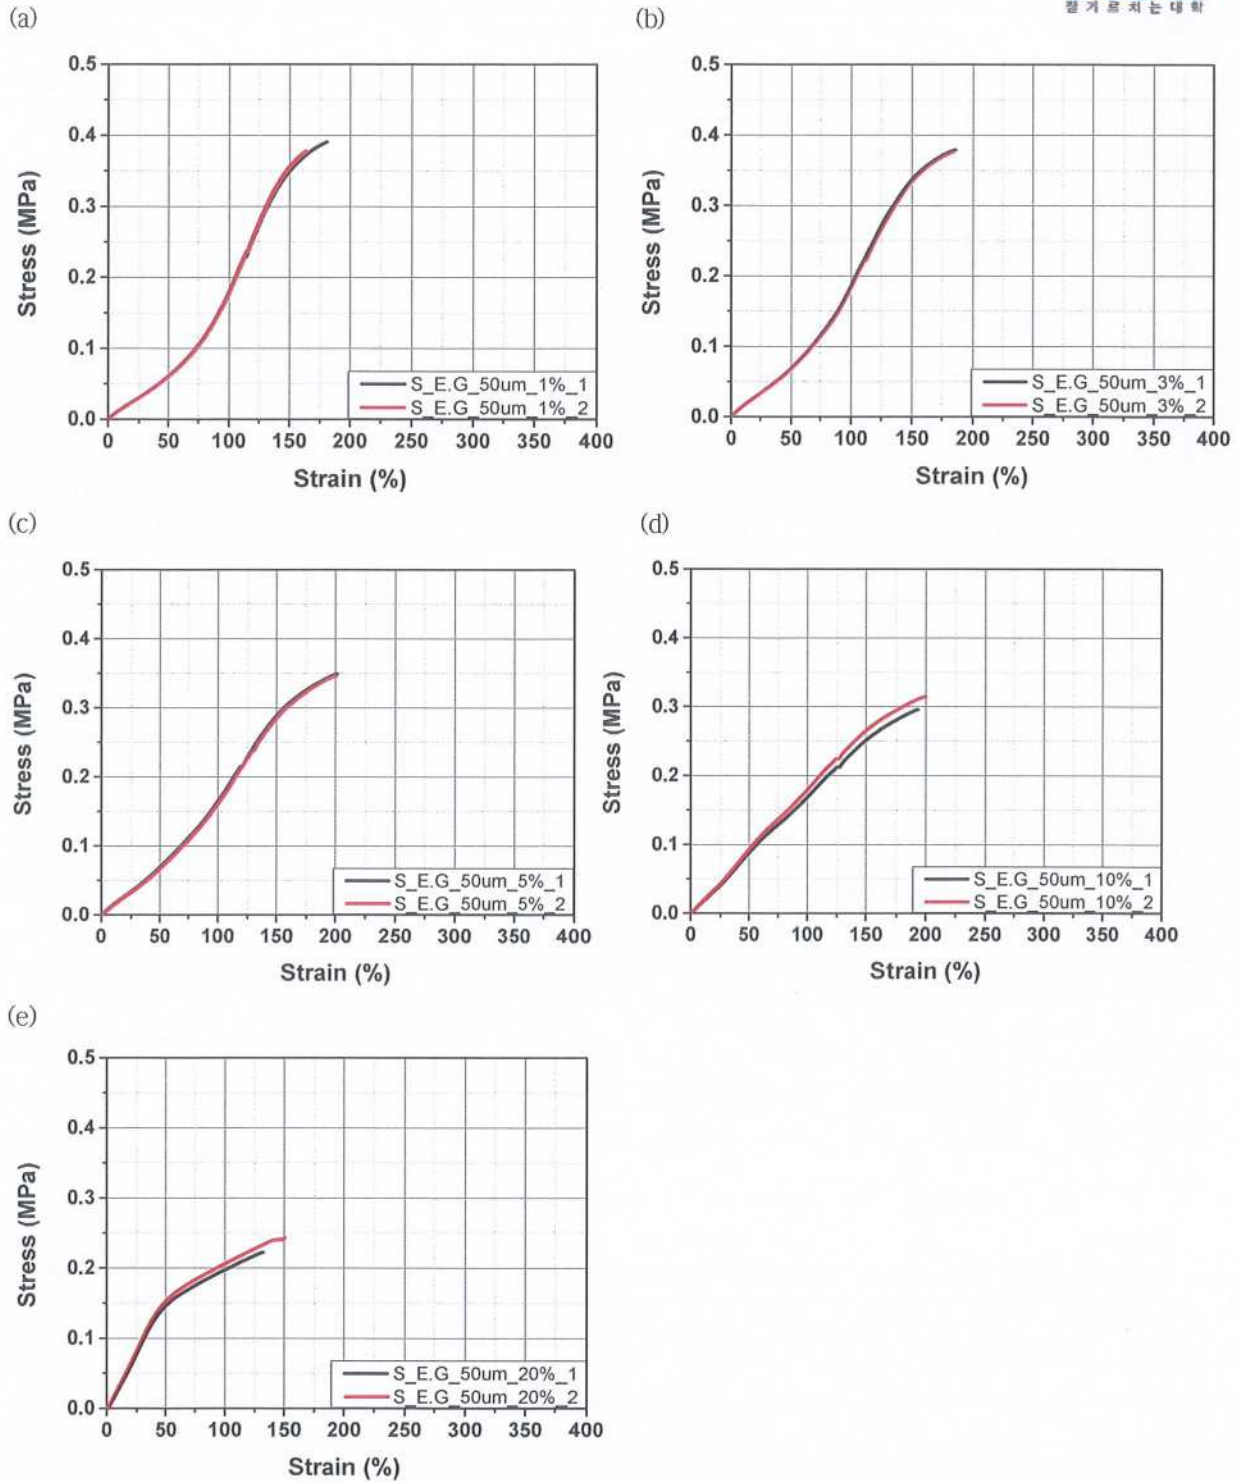 잘 가르치는 대학
(a)
(b)
0.5
0.4
0.3
0.2
0.1
0.0
Stress (MPa)
0 50 100 150 200 250 300 350 400
Strain (%)
S_E.G_50um_1%_1
S_E.G_50um_1%_2
0.5
0.4
0.3
0.2
0.1
0.0
Stress (MPa)
0 50 100 150 200 250 300 350 400
Strain (%)
S_E.G_50um_3%_1
S_E.G_50um_3%_2
(c)
(d)
0.5
0.4
0.3
0.2
0.1
0.0
Stress (MPa)
0 50 100 150 200 250 300 350 400
Strain (%)
S_E.G_50um_5%_1
S_E.G_50um_5%_2
0.5
0.4
0.3
0.2
0.1
0.0
Stress (MPa)
0 50 100 150 200 250 300 350 400
Strain (%)
S_E.G_50um_10%_1
S_E.G_50um_10%_2
(e)
0.5
0.4
0.3
0.2
0.1
0.0
Stress (MPa)
0 50 100 150 200 250 300 350 400
Strain (%)
S_E.G_50um_20%_1
S_E.G_50um_20%_2